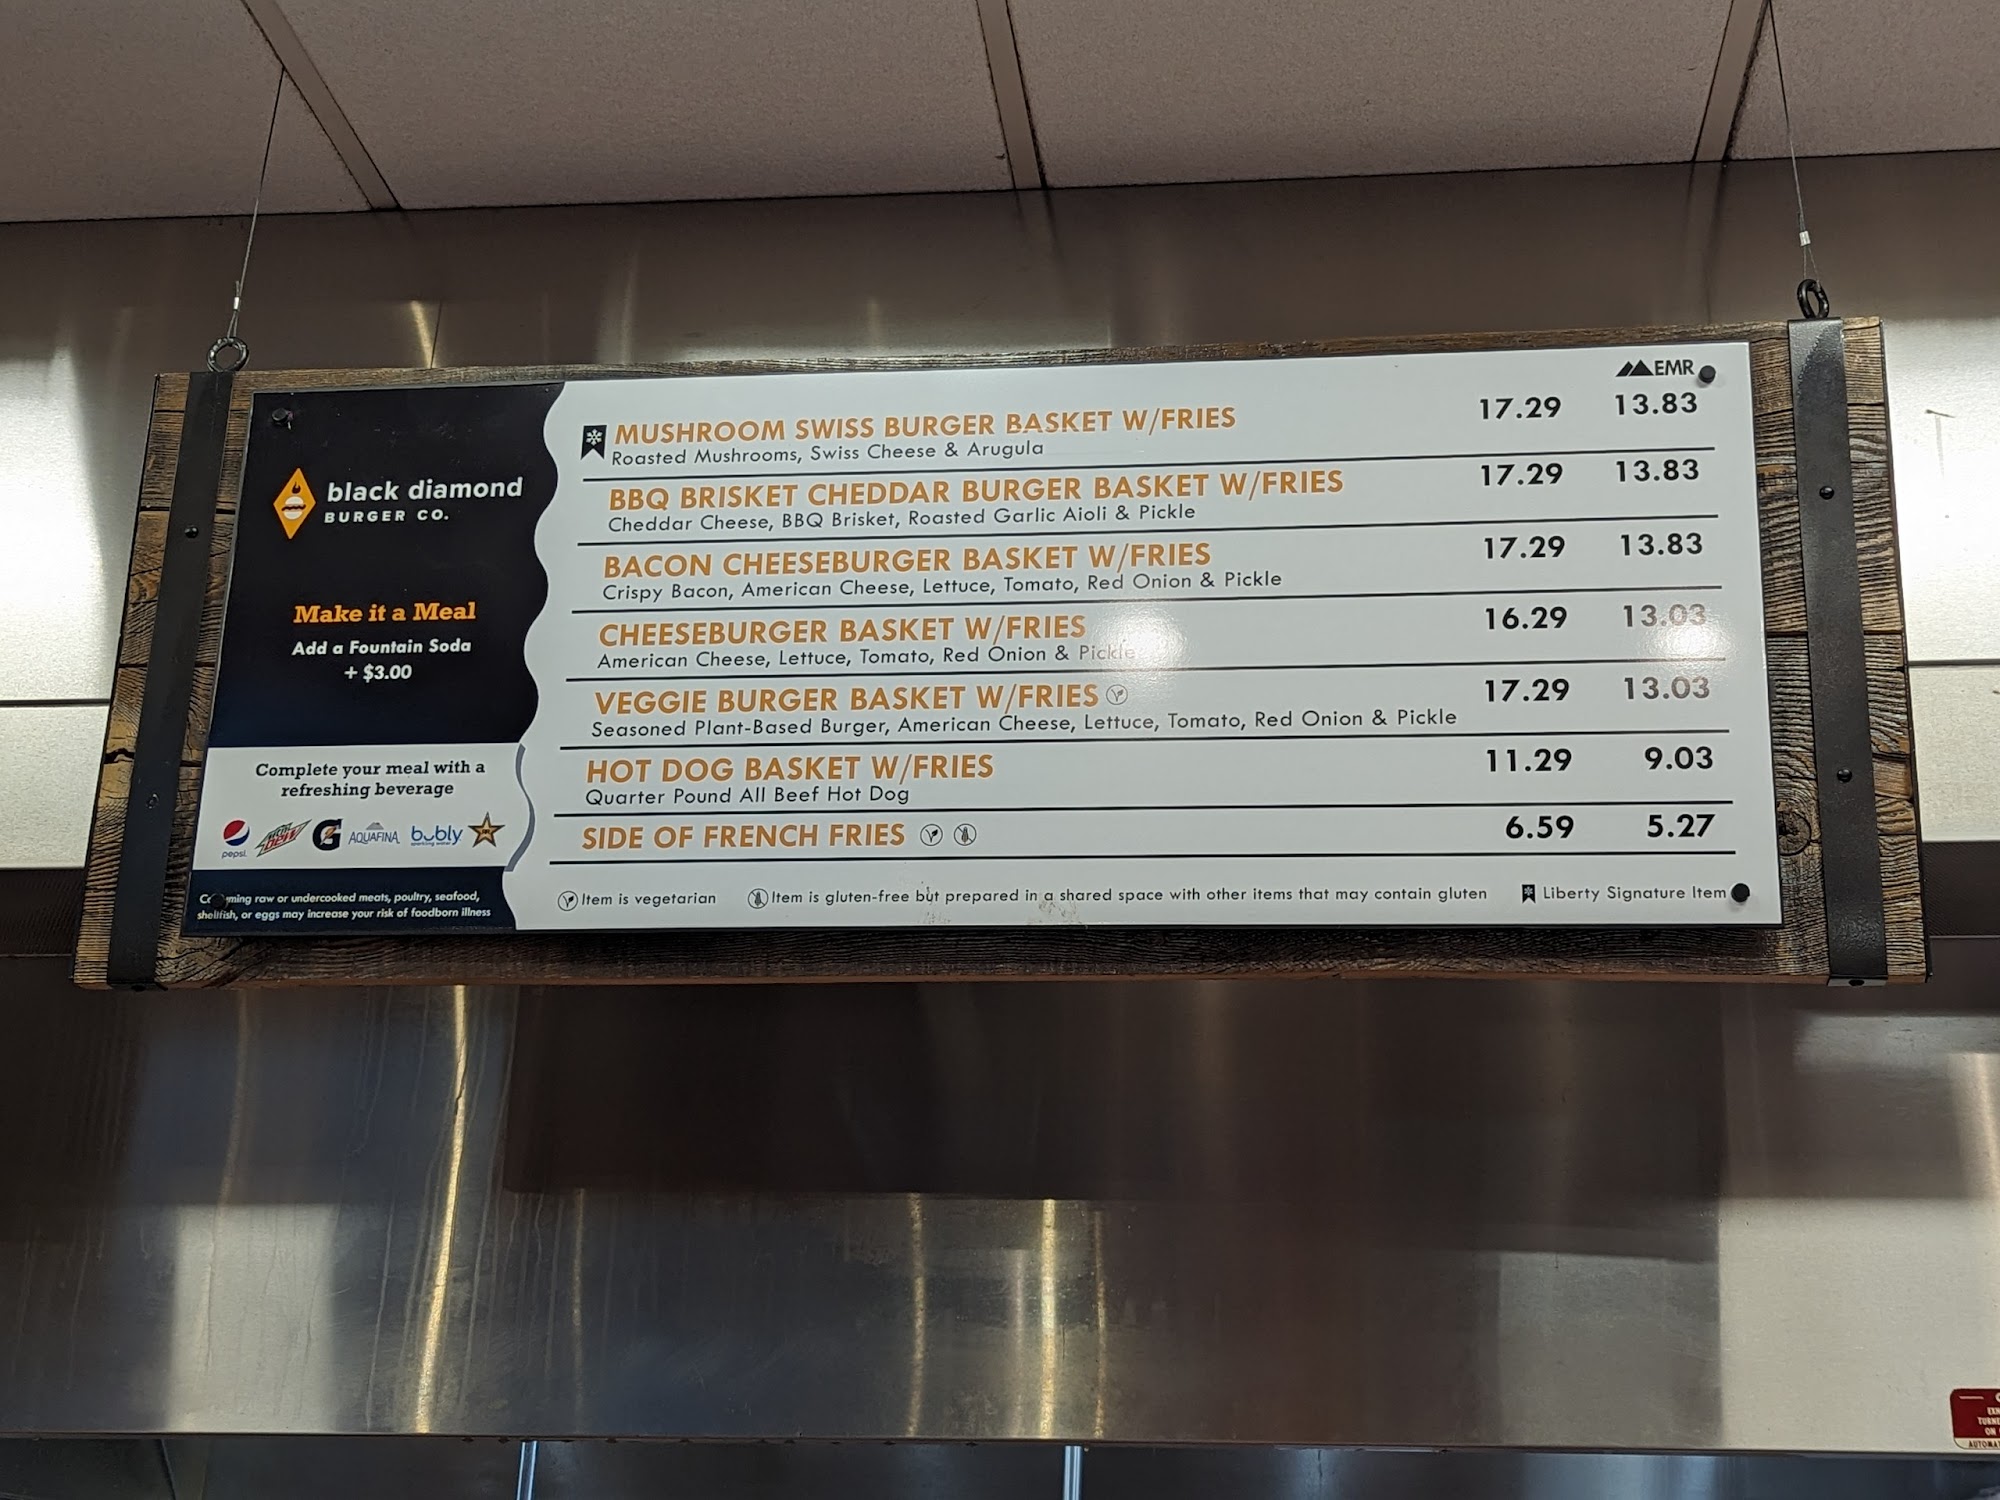 EMR
black diamond
BURGER CO.
Make it a Meal
Add a Fountain Soda
+ $3.00
Complete your meal with a
refreshing beverage
pepsi
Mtn Dew
G
AQUAFINA
bubly
sparkling water
raw or undercooked meats, poultry, seafood,
shellfish, or eggs may increase your risk of foodborn illness
MUSHROOM SWISS BURGER BASKET W/FRIES 17.29 13.83
Roasted Mushrooms, Swiss Cheese & Arugula
BBQ BRISKET CHEDDAR BURGER BASKET W/FRIES 17.29 13.83
Cheddar Cheese, BBQ Brisket, Roasted Garlic Aioli & Pickle
BACON CHEESEBURGER BASKET W/FRIES 17.29 13.83
Crispy Bacon, American Cheese, Lettuce, Tomato, Red Onion & Pickle
CHEESEBURGER BASKET W/FRIES 16.29 13.03
American Cheese, Lettuce, Tomato, Red Onion & Pickle
VEGGIE BURGER BASKET W/FRIES 17.29 13.03
Seasoned Plant-Based Burger, American Cheese, Lettuce, Tomato, Red Onion & Pickle
HOT DOG BASKET W/FRIES 11.29 9.03
Quarter Pound All Beef Hot Dog
SIDE OF FRENCH FRIES 6.59 5.27
Item is vegetarian Item is gluten-free but prepared in a shared space with other items that may contain gluten Liberty Signature Item
ON